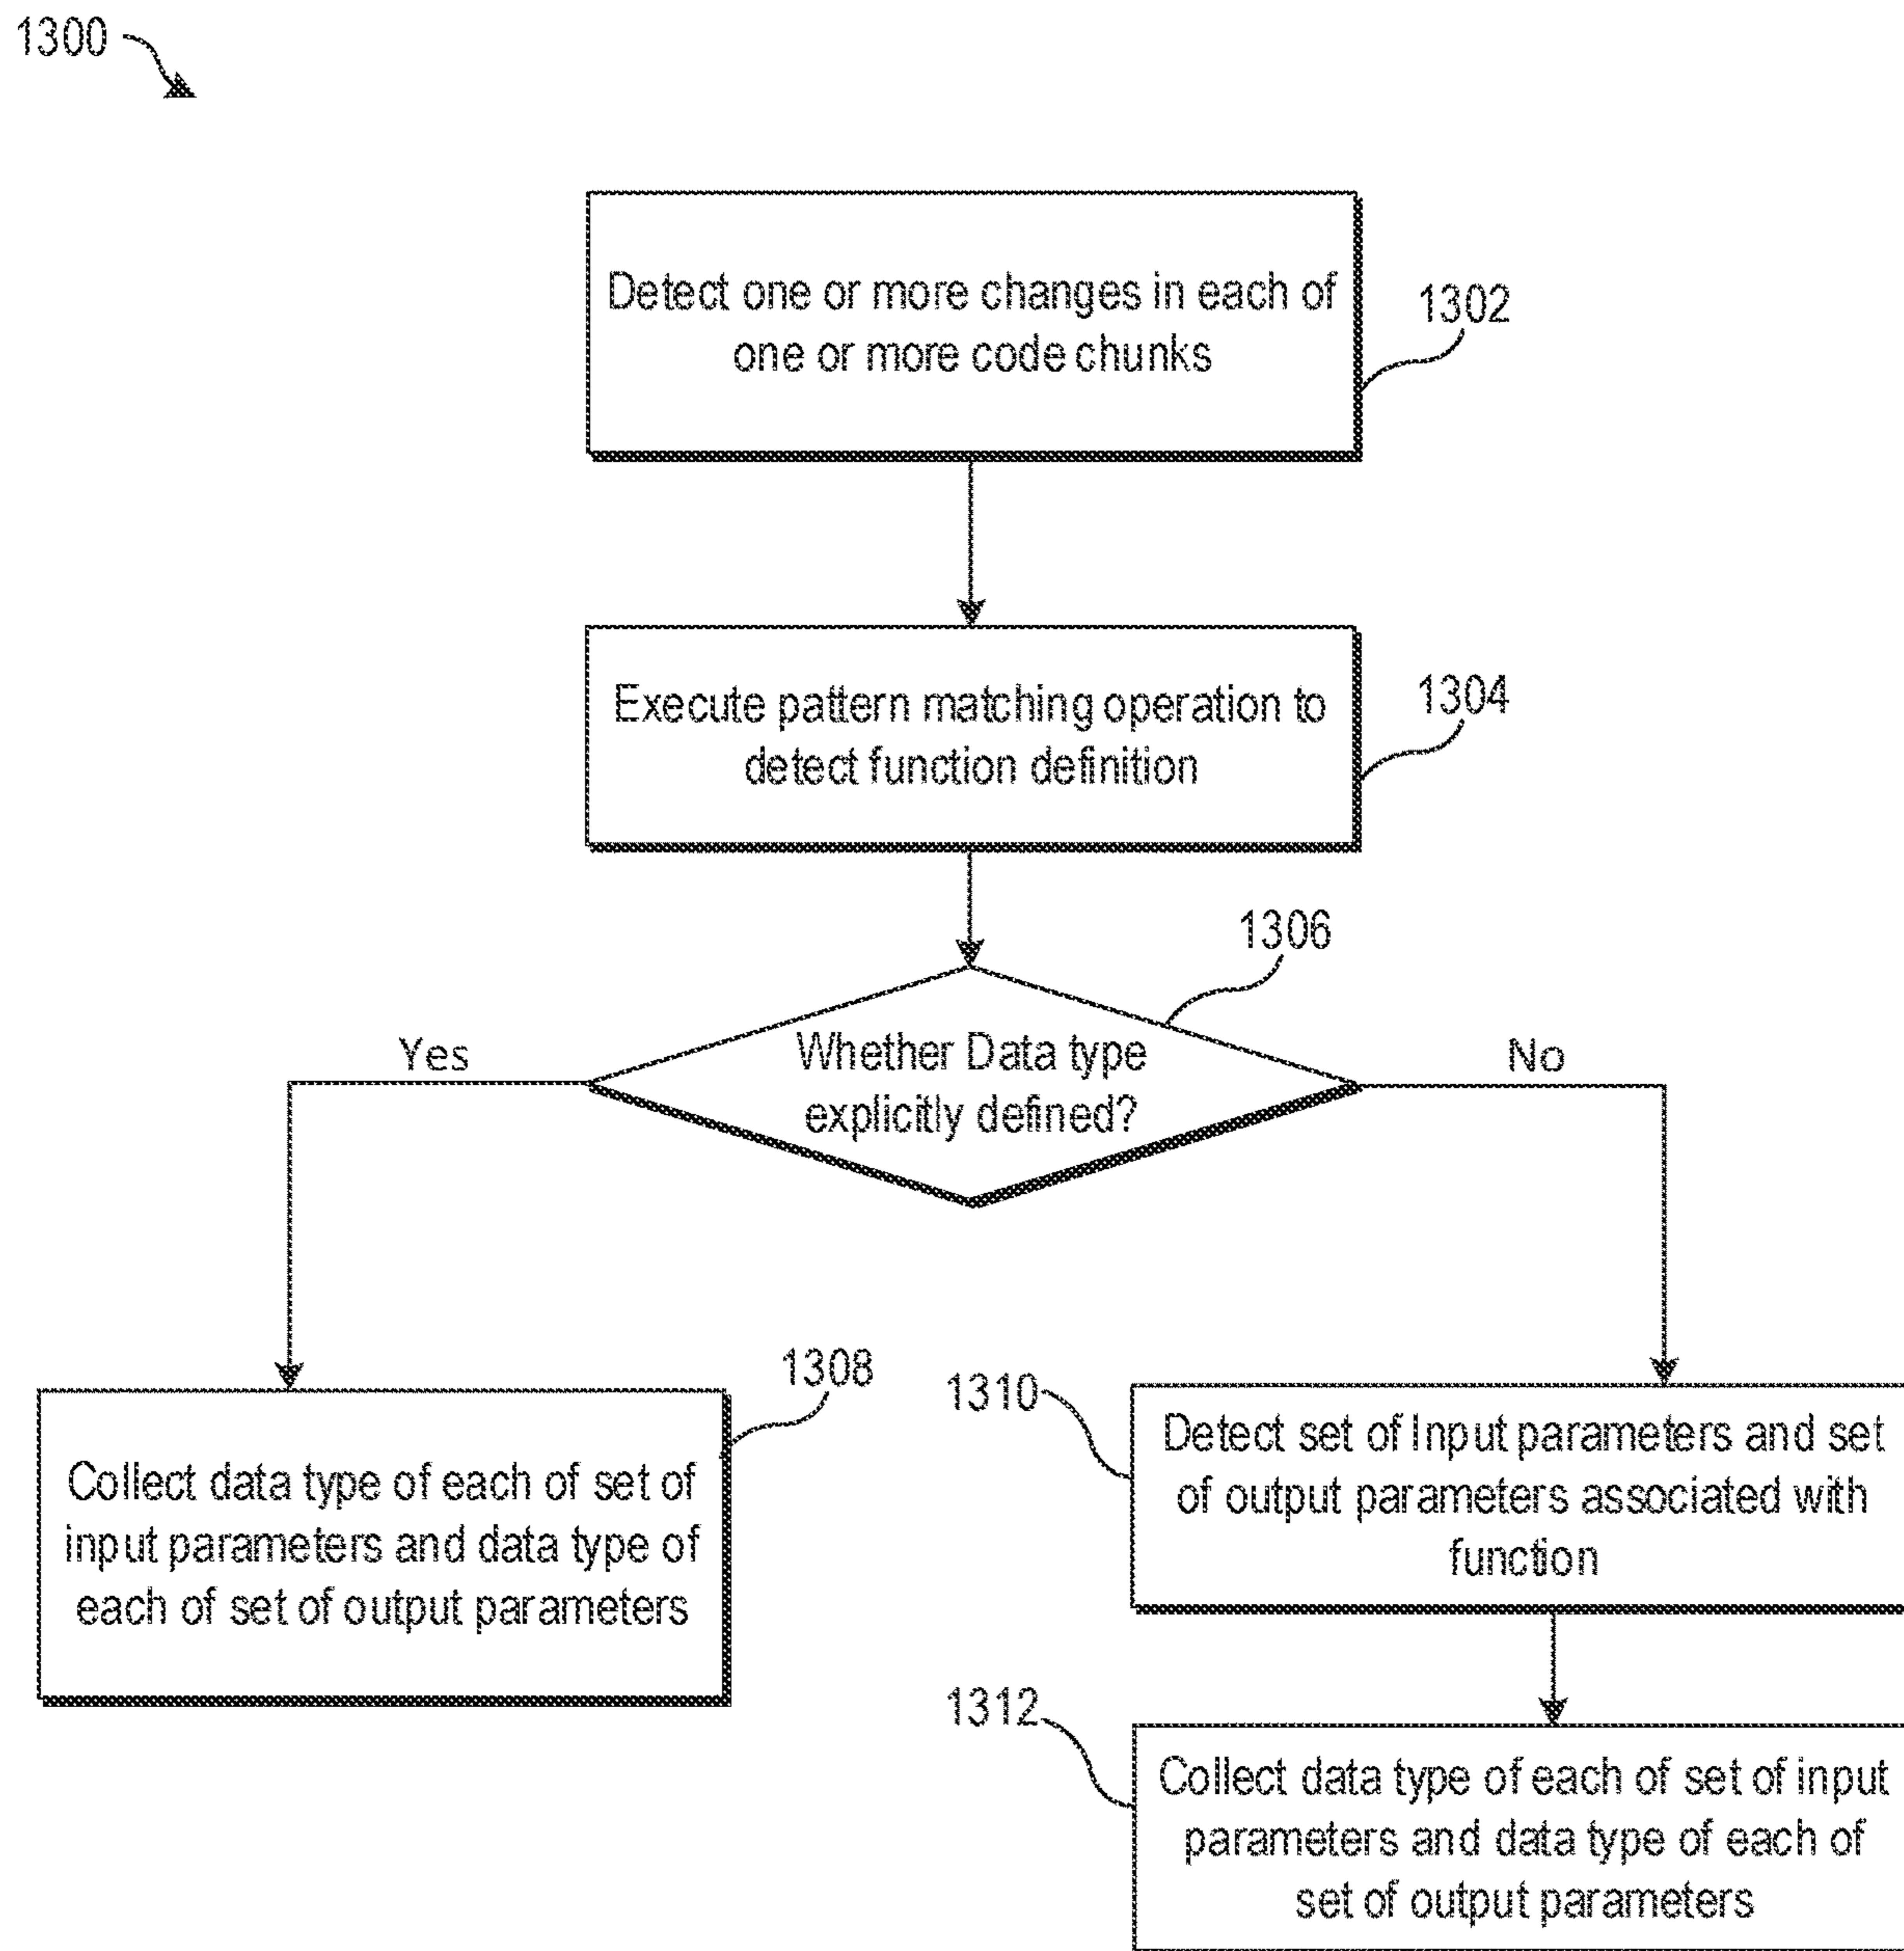 1300
Detect one or more changes in each of
one or more code chunks
1302
Execute pattern matching operation to
detect function definition
1304
1306
Whether Data type
explicitly defined?
Yes
No
1308
Collect data type of each of set of
input parameters and data type of
each of set of output parameters
1310
Detect set of Input parameters and set
of output parameters associated with
function
1312
Collect data type of each of set of input
parameters and data type of each of
set of output parameters